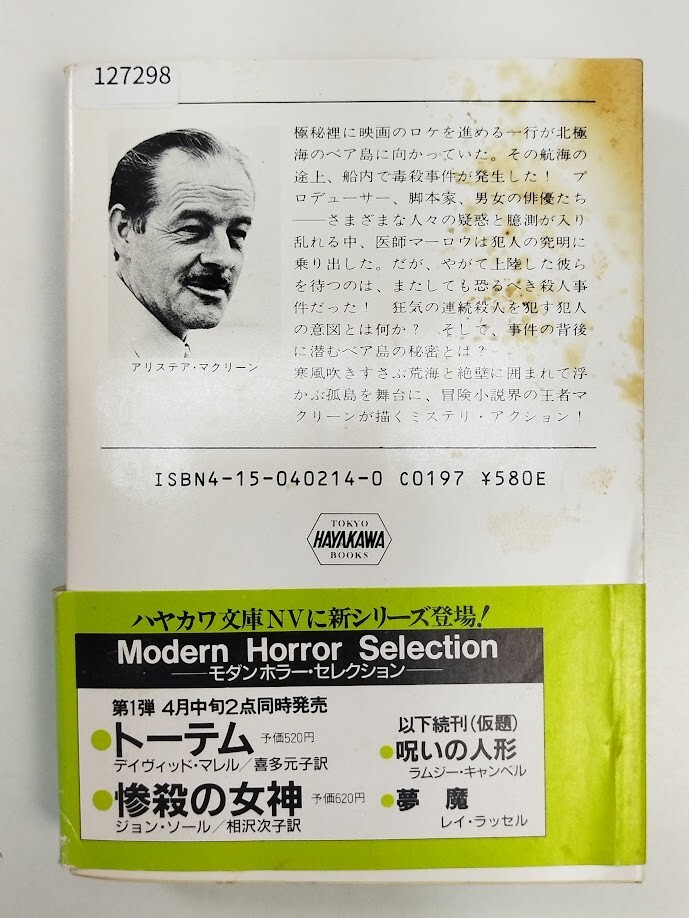 127298
極秘裡に映画のロケを進める一行が北極
海のベア島に向かっていた。その航海の
途上、船内で毒殺事件が発生した！　プ
ロデューサー、脚本家、男女の俳優たち
──さまざまな人々の疑惑と臆測が入り
乱れる中、医師マーロウは犯人の究明に
乗り出した。だが、やがて上陸した彼ら
を待つのは、またしても恐るべき殺人事
件だった！　狂気の連続殺人を犯す犯人
の意図とは何か？　そして、事件の背後
に潜むベア島の秘密とは？
寒風吹きすさぶ荒海と絶壁に囲まれて浮
かぶ孤島を舞台に、冒険小説界の王者マ
クリーンが描くミステリ・アクション！
アリステア・マクリーン
ISBN4-15-040214-0 C0197 ¥580E
TOKYO
HAYAKAWA
BOOKS
ハヤカワ文庫NVに新シリーズ登場！
Modern Horror Selection
──モダンホラー・セレクション──
第1弾 4月中旬2点同時発売
●トーテム 予価520円
デイヴィッド・マレル／喜多元子訳
●惨殺の女神 予価620円
ジョン・ソール／相沢次子訳
以下続刊(仮題)
●呪いの人形
ラムジー・キャンベル
●夢　魔
レイ・ラッセル